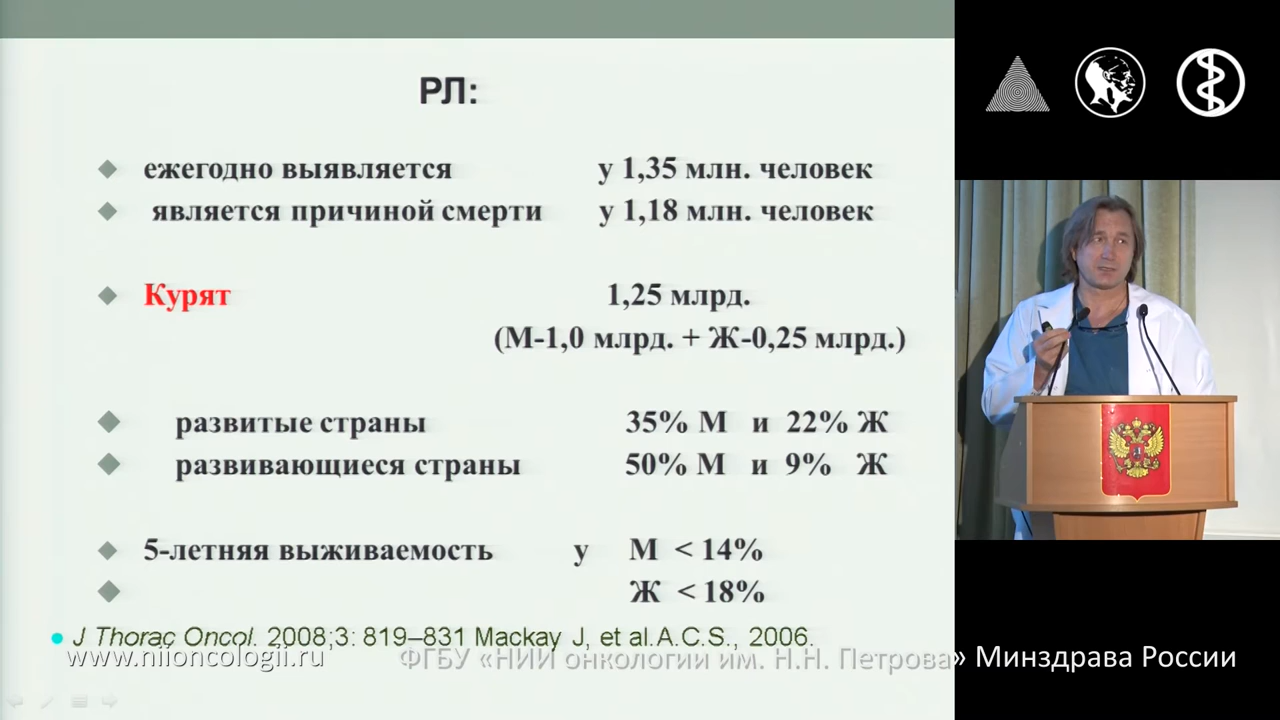 РЛ:
ежегодно выявляется у 1,35 млн. человек
является причиной смерти у 1,18 млн. человек
Курят 1,25 млрд.
(М-1,0 млрд. + Ж-0,25 млрд.)
развитые страны 35% М и 22% Ж
развивающиеся страны 50% М и 9% Ж
5-летняя выживаемость у М < 14%
Ж < 18%
J Thorac Oncol. 2008;3: 819–831 Mackay J, et al.A.C.S., 2006.
www.niioncologii.ru ФГБУ «НИИ онкологии им. Н.Н. Петрова» Минздрава России